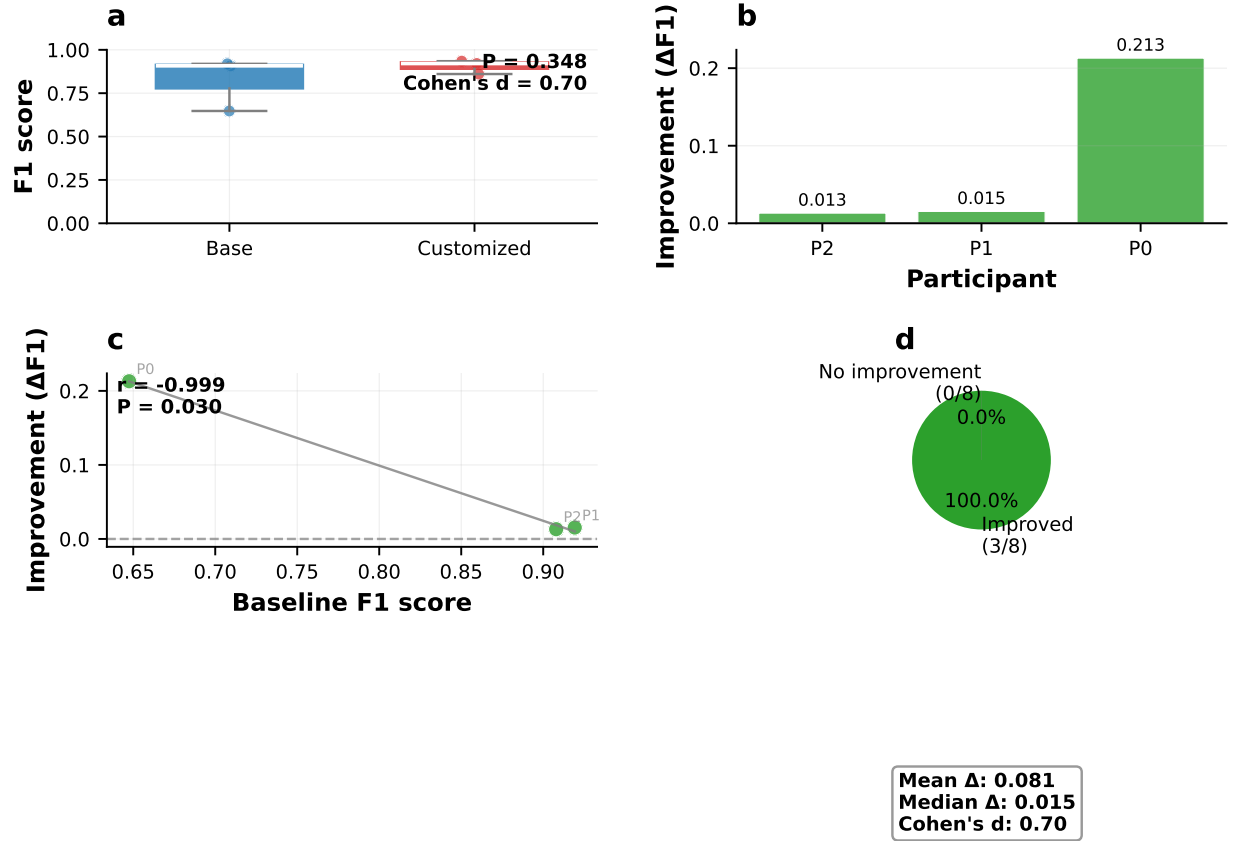 a
F1 score
1.00
0.75
0.50
0.25
0.00
P = 0.348
Cohen's d = 0.70
Base
Customized
b
Improvement (ΔF1)
0.2
0.1
0.0
0.013
0.015
0.213
P2
P1
P0
Participant
c
Improvement (ΔF1)
0.2
0.1
0.0
P0
r = -0.999
P = 0.030
P2
P1
0.65
0.70
0.75
0.80
0.85
0.90
Baseline F1 score
d
No improvement
(0/8)
0.0%
100.0%
Improved
(3/8)
Mean Δ: 0.081
Median Δ: 0.015
Cohen's d: 0.70